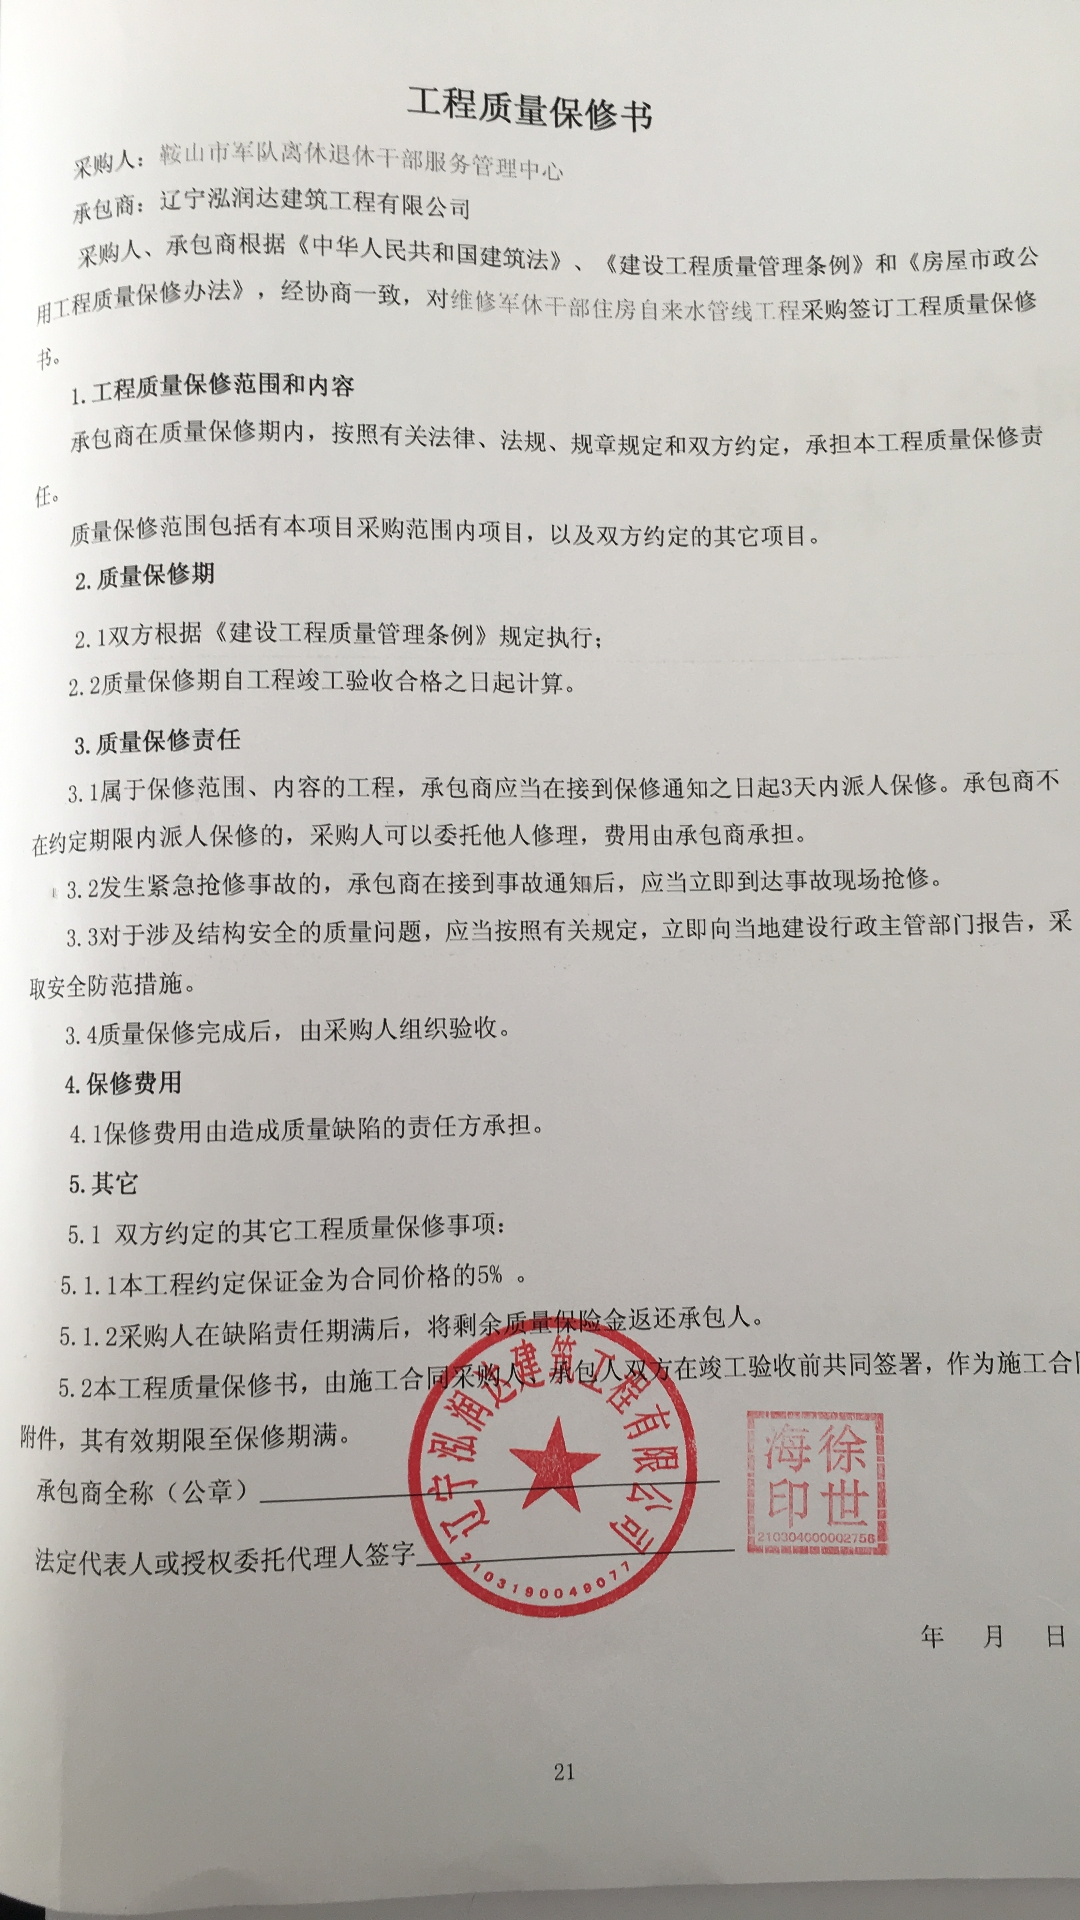 工程质量保修书
采购人：鞍山市军队离休退休干部服务管理中心
承包商：辽宁泓润达建筑工程有限公司
采购人、承包商根据《中华人民共和国建筑法》、《建设工程质量管理条例》和《房屋市政公
用工程质量保修办法》，经协商一致，对维修军休干部住房自来水管线工程采购签订工程质量保修
书。
1.工程质量保修范围和内容
承包商在质量保修期内，按照有关法律、法规、规章规定和双方约定，承担本工程质量保修责
任。
质量保修范围包括有本项目采购范围内项目，以及双方约定的其它项目。
2.质量保修期
2.1双方根据《建设工程质量管理条例》规定执行；
2.2质量保修期自工程竣工验收合格之日起计算。
3.质量保修责任
3.1属于保修范围、内容的工程，承包商应当在接到保修通知之日起3天内派人保修。承包商不
在约定期限内派人保修的，采购人可以委托他人修理，费用由承包商承担。
3.2发生紧急抢修事故的，承包商在接到事故通知后，应当立即到达事故现场抢修。
3.3对于涉及结构安全的质量问题，应当按照有关规定，立即向当地建设行政主管部门报告，采
取安全防范措施。
3.4质量保修完成后，由采购人组织验收。
4.保修费用
4.1保修费用由造成质量缺陷的责任方承担。
5.其它
5.1 双方约定的其它工程质量保修事项：
5.1.1本工程约定保证金为合同价格的5% 。
5.1.2采购人在缺陷责任期满后，将剩余质量保险金返还承包人。
5.2本工程质量保修书，由施工合同采购人、承包人双方在竣工验收前共同签署，作为施工合同
附件，其有效期限至保修期满。
承包商全称（公章）
法定代表人或授权委托代理人签字
辽宁泓润达建筑工程有限公司
2103190049077
徐世海印
210304000002756
年 月 日
21